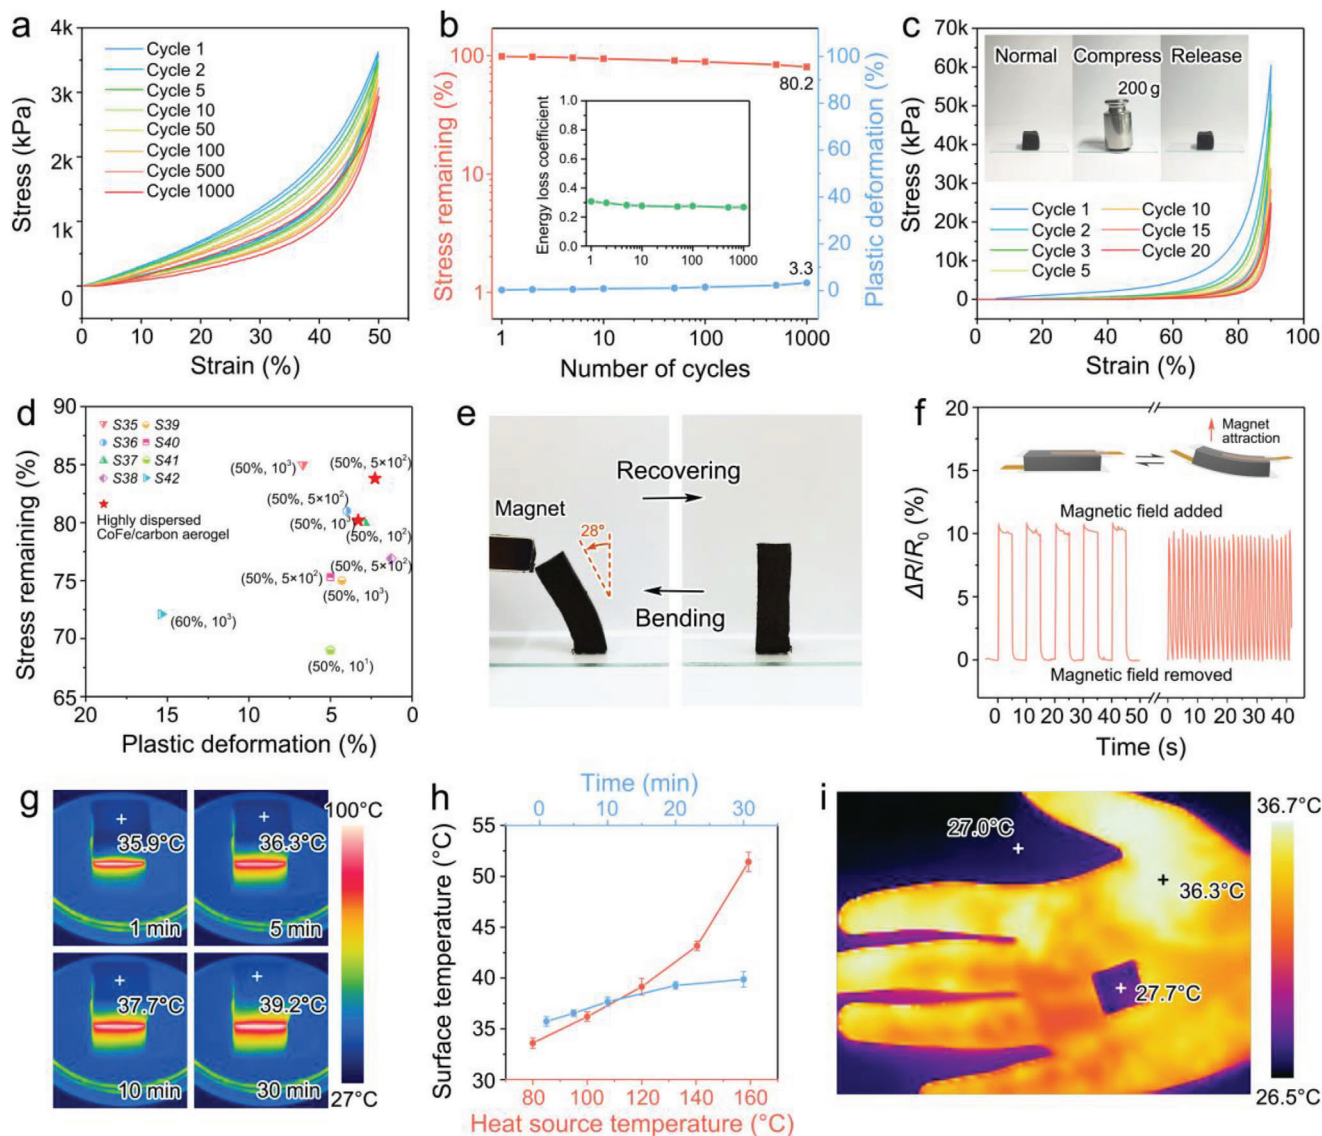 a
4k
3k
2k
1k
0
Stress (kPa)
Cycle 1
Cycle 2
Cycle 5
Cycle 10
Cycle 50
Cycle 100
Cycle 500
Cycle 1000
0 10 20 30 40 50
Strain (%)
b
100
10
1
Stress remaining (%)
80.2
3.3
1.0
0.8
0.6
0.4
0.2
0.0
Energy loss coefficient
1 10 100 1000
100
80
60
40
20
0
Plastic deformation (%)
1 10 100 1000
Number of cycles
c
70k
60k
50k
40k
30k
20k
10k
0
Stress (kPa)
Normal Compress Release
200 g
Cycle 1
Cycle 2
Cycle 3
Cycle 5
Cycle 10
Cycle 15
Cycle 20
0 20 40 60 80 100
Strain (%)
d
90
85
80
75
70
65
Stress remaining (%)
S35 S39
S36 S40
S37 S41
S38 S42
Highly dispersed
CoFe/carbon aerogel
(50%, 10³)
(50%, 5×10²)
(50%, 5×10²)
(50%, 10³)
(50%, 10²)
(50%, 5×10²)
(50%, 5×10²)
(50%, 10³)
(60%, 10³)
(50%, 10¹)
20 15 10 5 0
Plastic deformation (%)
e
Magnet
28°
Recovering
Bending
f
20
15
10
5
0
ΔR/R₀ (%)
Magnet
attraction
Magnetic field added
Magnetic field removed
0 10 20 30 40 50 0 10 20 30 40
Time (s)
g
35.9°C
1 min
36.3°C
5 min
37.7°C
10 min
39.2°C
30 min
100°C
27°C
h
Time (min)
0 10 20 30
55
50
45
40
35
30
Surface temperature (°C)
80 100 120 140 160
Heat source temperature (°C)
i
27.0°C
36.3°C
27.7°C
36.7°C
26.5°C